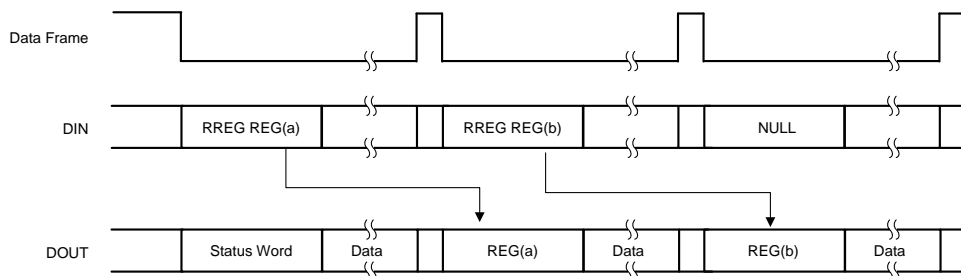 Data Frame
DIN RREG REG(a) RREG REG(b) NULL
DOUT Status Word Data REG(a) Data REG(b) Data